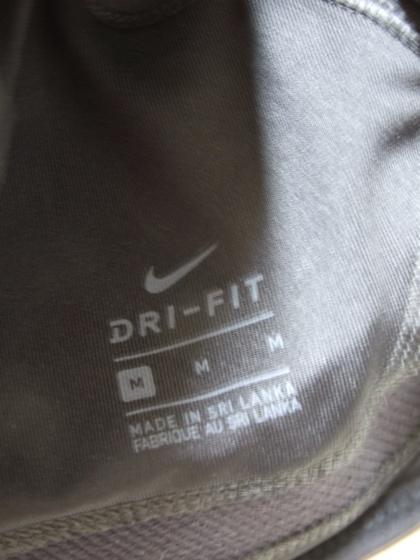 DRI-FIT
M M M
MADE IN SRI LANKA
FABRIQUE AU SRI LANKA